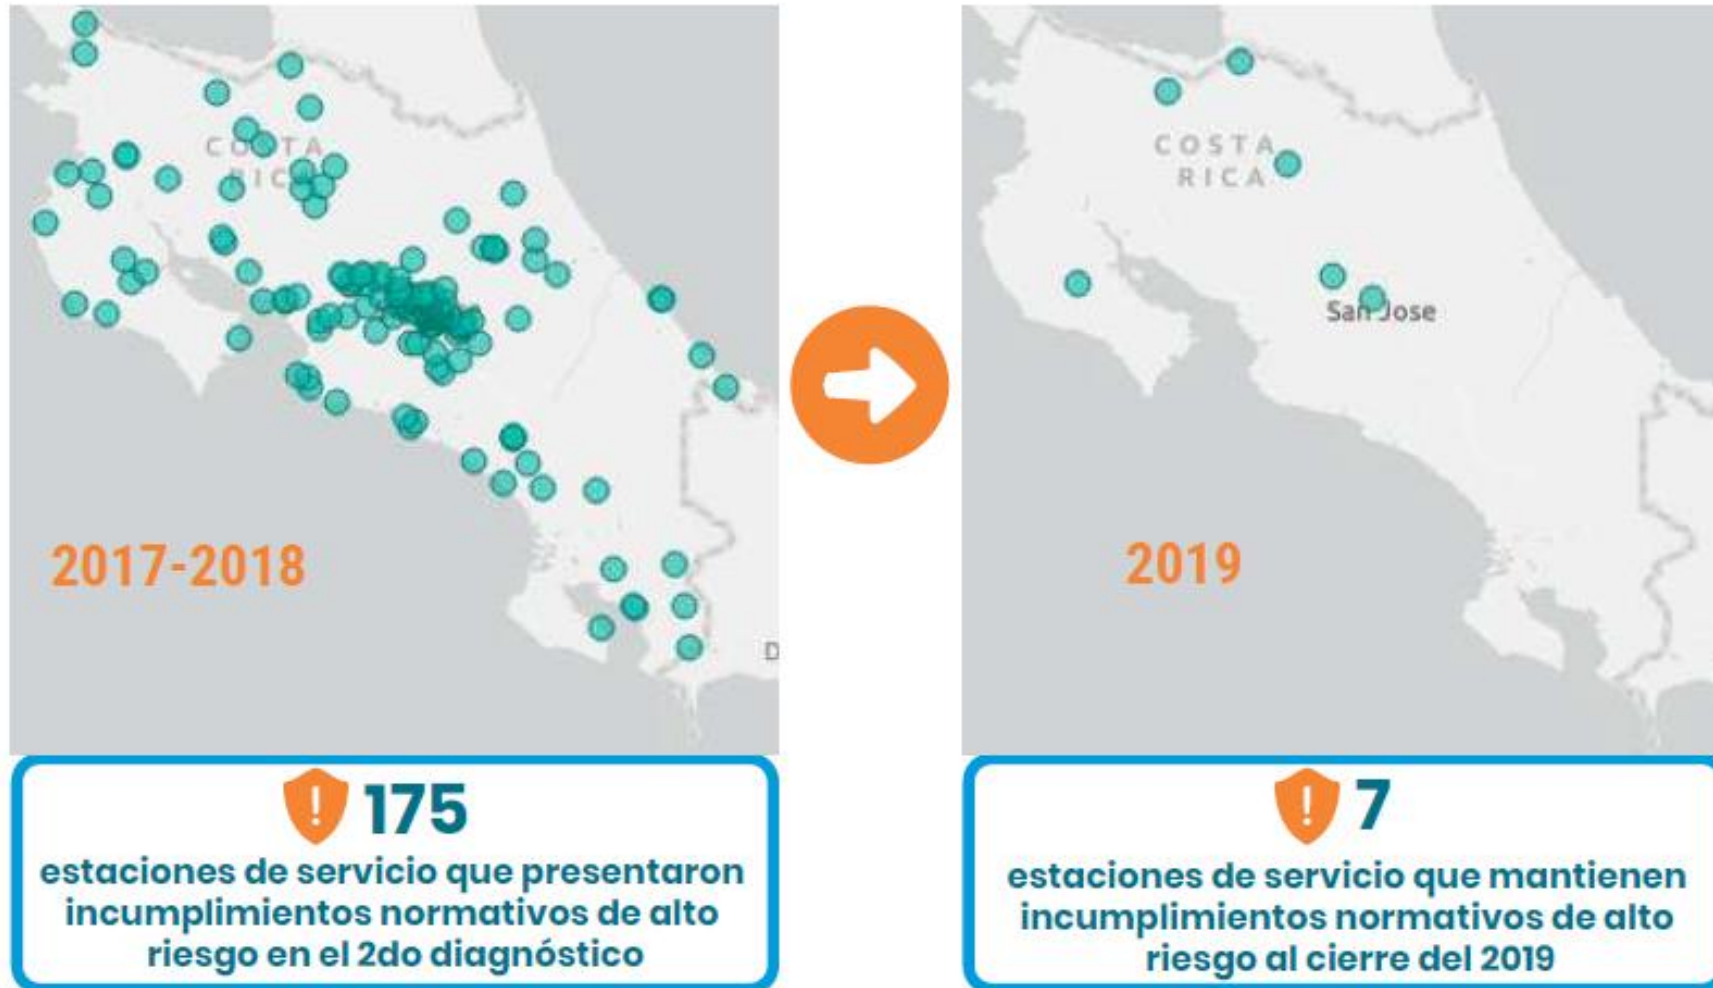 COSTA
RICA
2017-2018
D
175
estaciones de servicio que presentaron
incumplimientos normativos de alto
riesgo en el 2do diagnóstico
COSTA
RICA
San Jose
2019
7
estaciones de servicio que mantienen
incumplimientos normativos de alto
riesgo al cierre del 2019